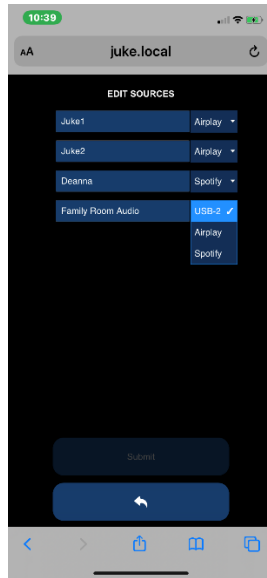 10:39
AA juke.local
EDIT SOURCES
Juke1 Airplay
Juke2 Airplay
Deanna Spotify
Family Room Audio USB-2
Airplay
Spotify
Submit